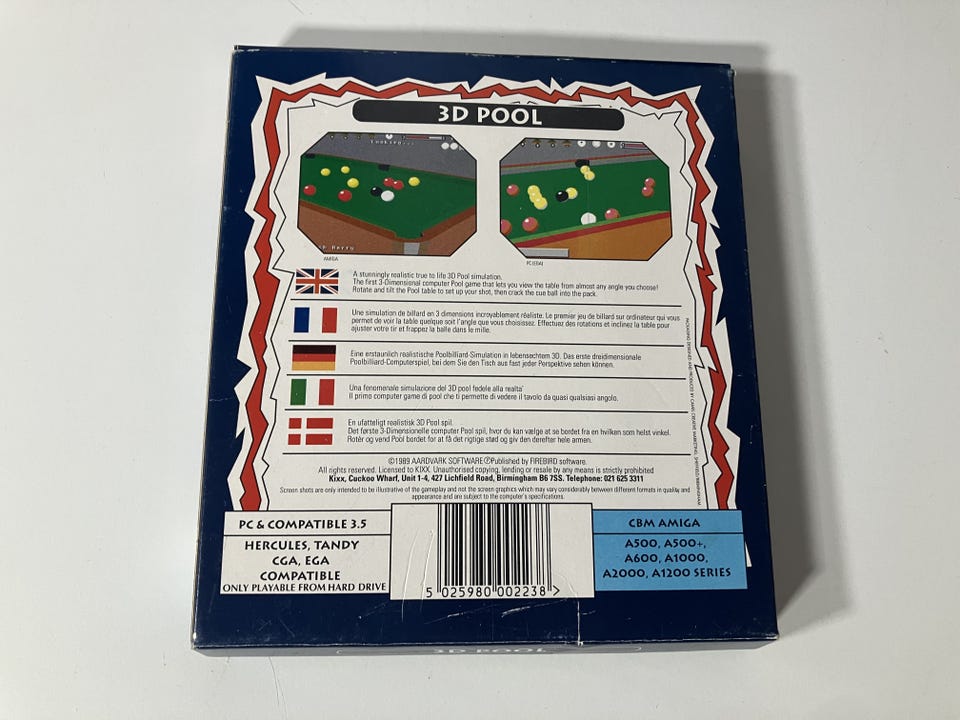 3D POOL
AMIGA
PC(EGA)
A stunningly realistic true to life 3D Pool simulation.
The first 3-Dimensional computer Pool game that lets you view the table from almost any angle you choose!
Rotate and tilt the Pool table to set up your shot, then crack the cue ball into the pack.
Une simulation de billard en 3 dimensions incroyablement réaliste. Le premier jeu de billard sur ordinateur qui vous
permet de voir la table quelque soit l'angle que vous choisissez. Effectuez des rotations et inclinez la table pour
ajuster votre tir et frappez la balle dans le mille.
Eine erstaunlich realistische Poolbilliard-Simulation in lebensechtem 3D. Das erste dreidimensionale
Poolbilliard-Computerspiel, bei dem Sie den Tisch aus fast jeder Perspektive sehen können.
Una fenomenale simulazione del 3D pool fedele alla realta'
Il primo computer game di pool che ti permette di vedere il tavolo da quasi qualsiasi angolo.
En ufatteligt realistisk 3D Pool spil.
Det første 3-Dimensionelle computer Pool spil, hvor du kan vælge at se bordet fra en hvilken som helst vinkel.
Rotèr og vend Pool bordet for at få det rigtige stød og giv den derefter hele armen.
©1989 AARDVARK SOFTWARE ℗Published by FIREBIRD software.
All rights reserved. Licensed to KIXX. Unauthorised copying, lending or resale by any means is strictly prohibited
Kixx, Cuckoo Wharf, Unit 1-4, 427 Lichfield Road, Birmingham B6 7SS. Telephone: 021 625 3311
Screen shots are only intended to be illustrative of the gameplay and not the screen graphics which may vary considerably between different formats in quality and
appearance and are subject to the computer's specifications.
PC & COMPATIBLE 3.5
HERCULES, TANDY
CGA, EGA
COMPATIBLE
ONLY PLAYABLE FROM HARD DRIVE
5 025980 002238 >
CBM AMIGA
A500, A500+,
A600, A1000,
A2000, A1200 SERIES
3D POOL